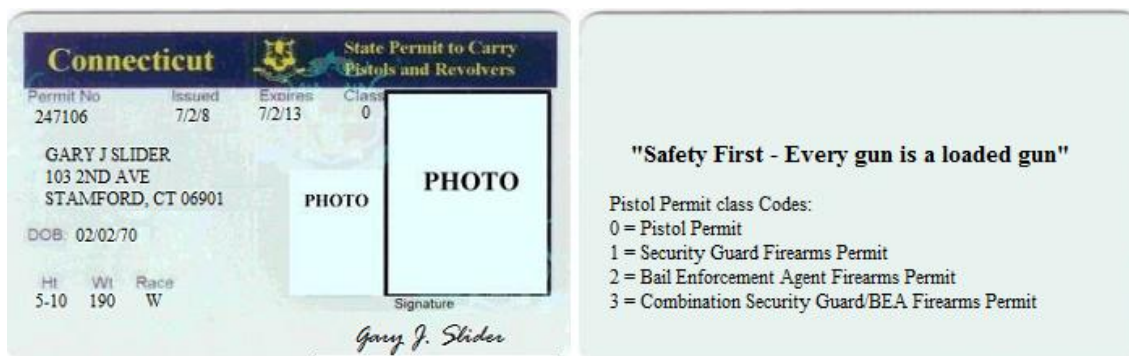 Connecticut
State Permit to Carry
Pistols and Revolvers
Permit No Issued Expires Class
247106 7/2/8 7/2/13 0
GARY J SLIDER
103 2ND AVE
STAMFORD, CT 06901
DOB: 02/02/70
Ht Wt Race
5-10 190 W
PHOTO
PHOTO
Signature
Gary J. Slider
"Safety First - Every gun is a loaded gun"
Pistol Permit class Codes:
0 = Pistol Permit
1 = Security Guard Firearms Permit
2 = Bail Enforcement Agent Firearms Permit
3 = Combination Security Guard/BEA Firearms Permit